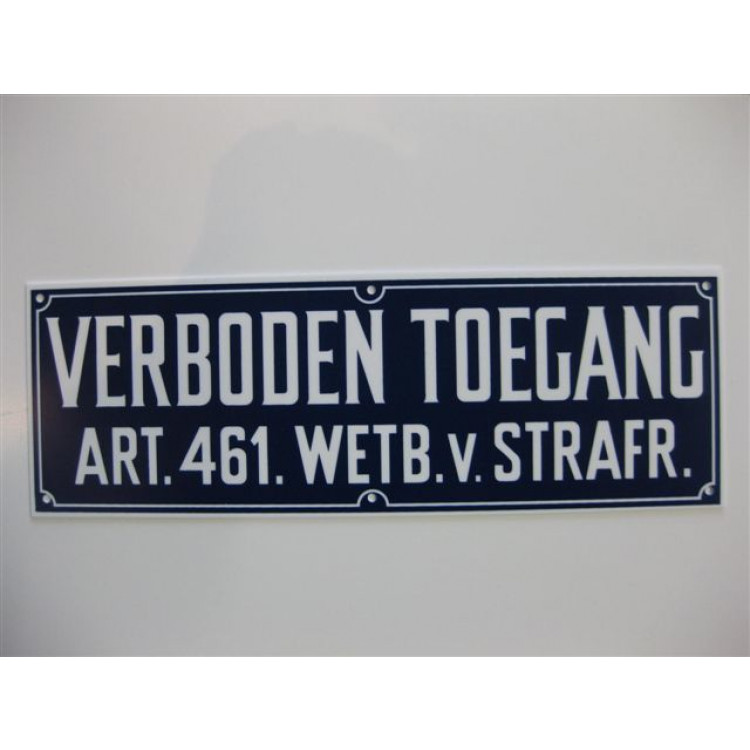 VERBODEN TOEGANG
ART. 461. WETB. v. STRAFR.